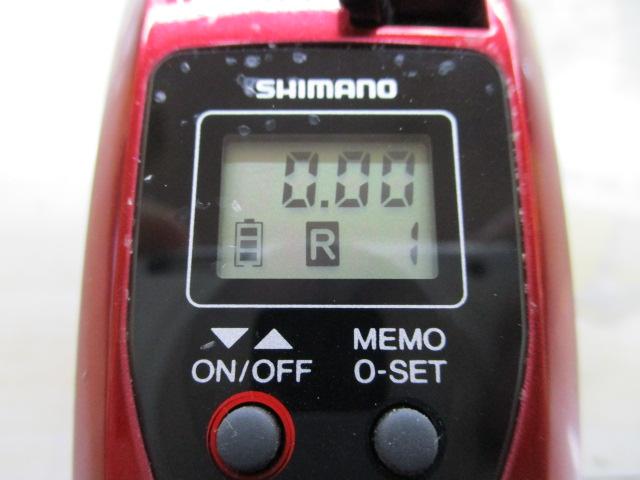 SHIMANO
0.00
R 1
▼ ▲ MEMO
ON/OFF 0-SET